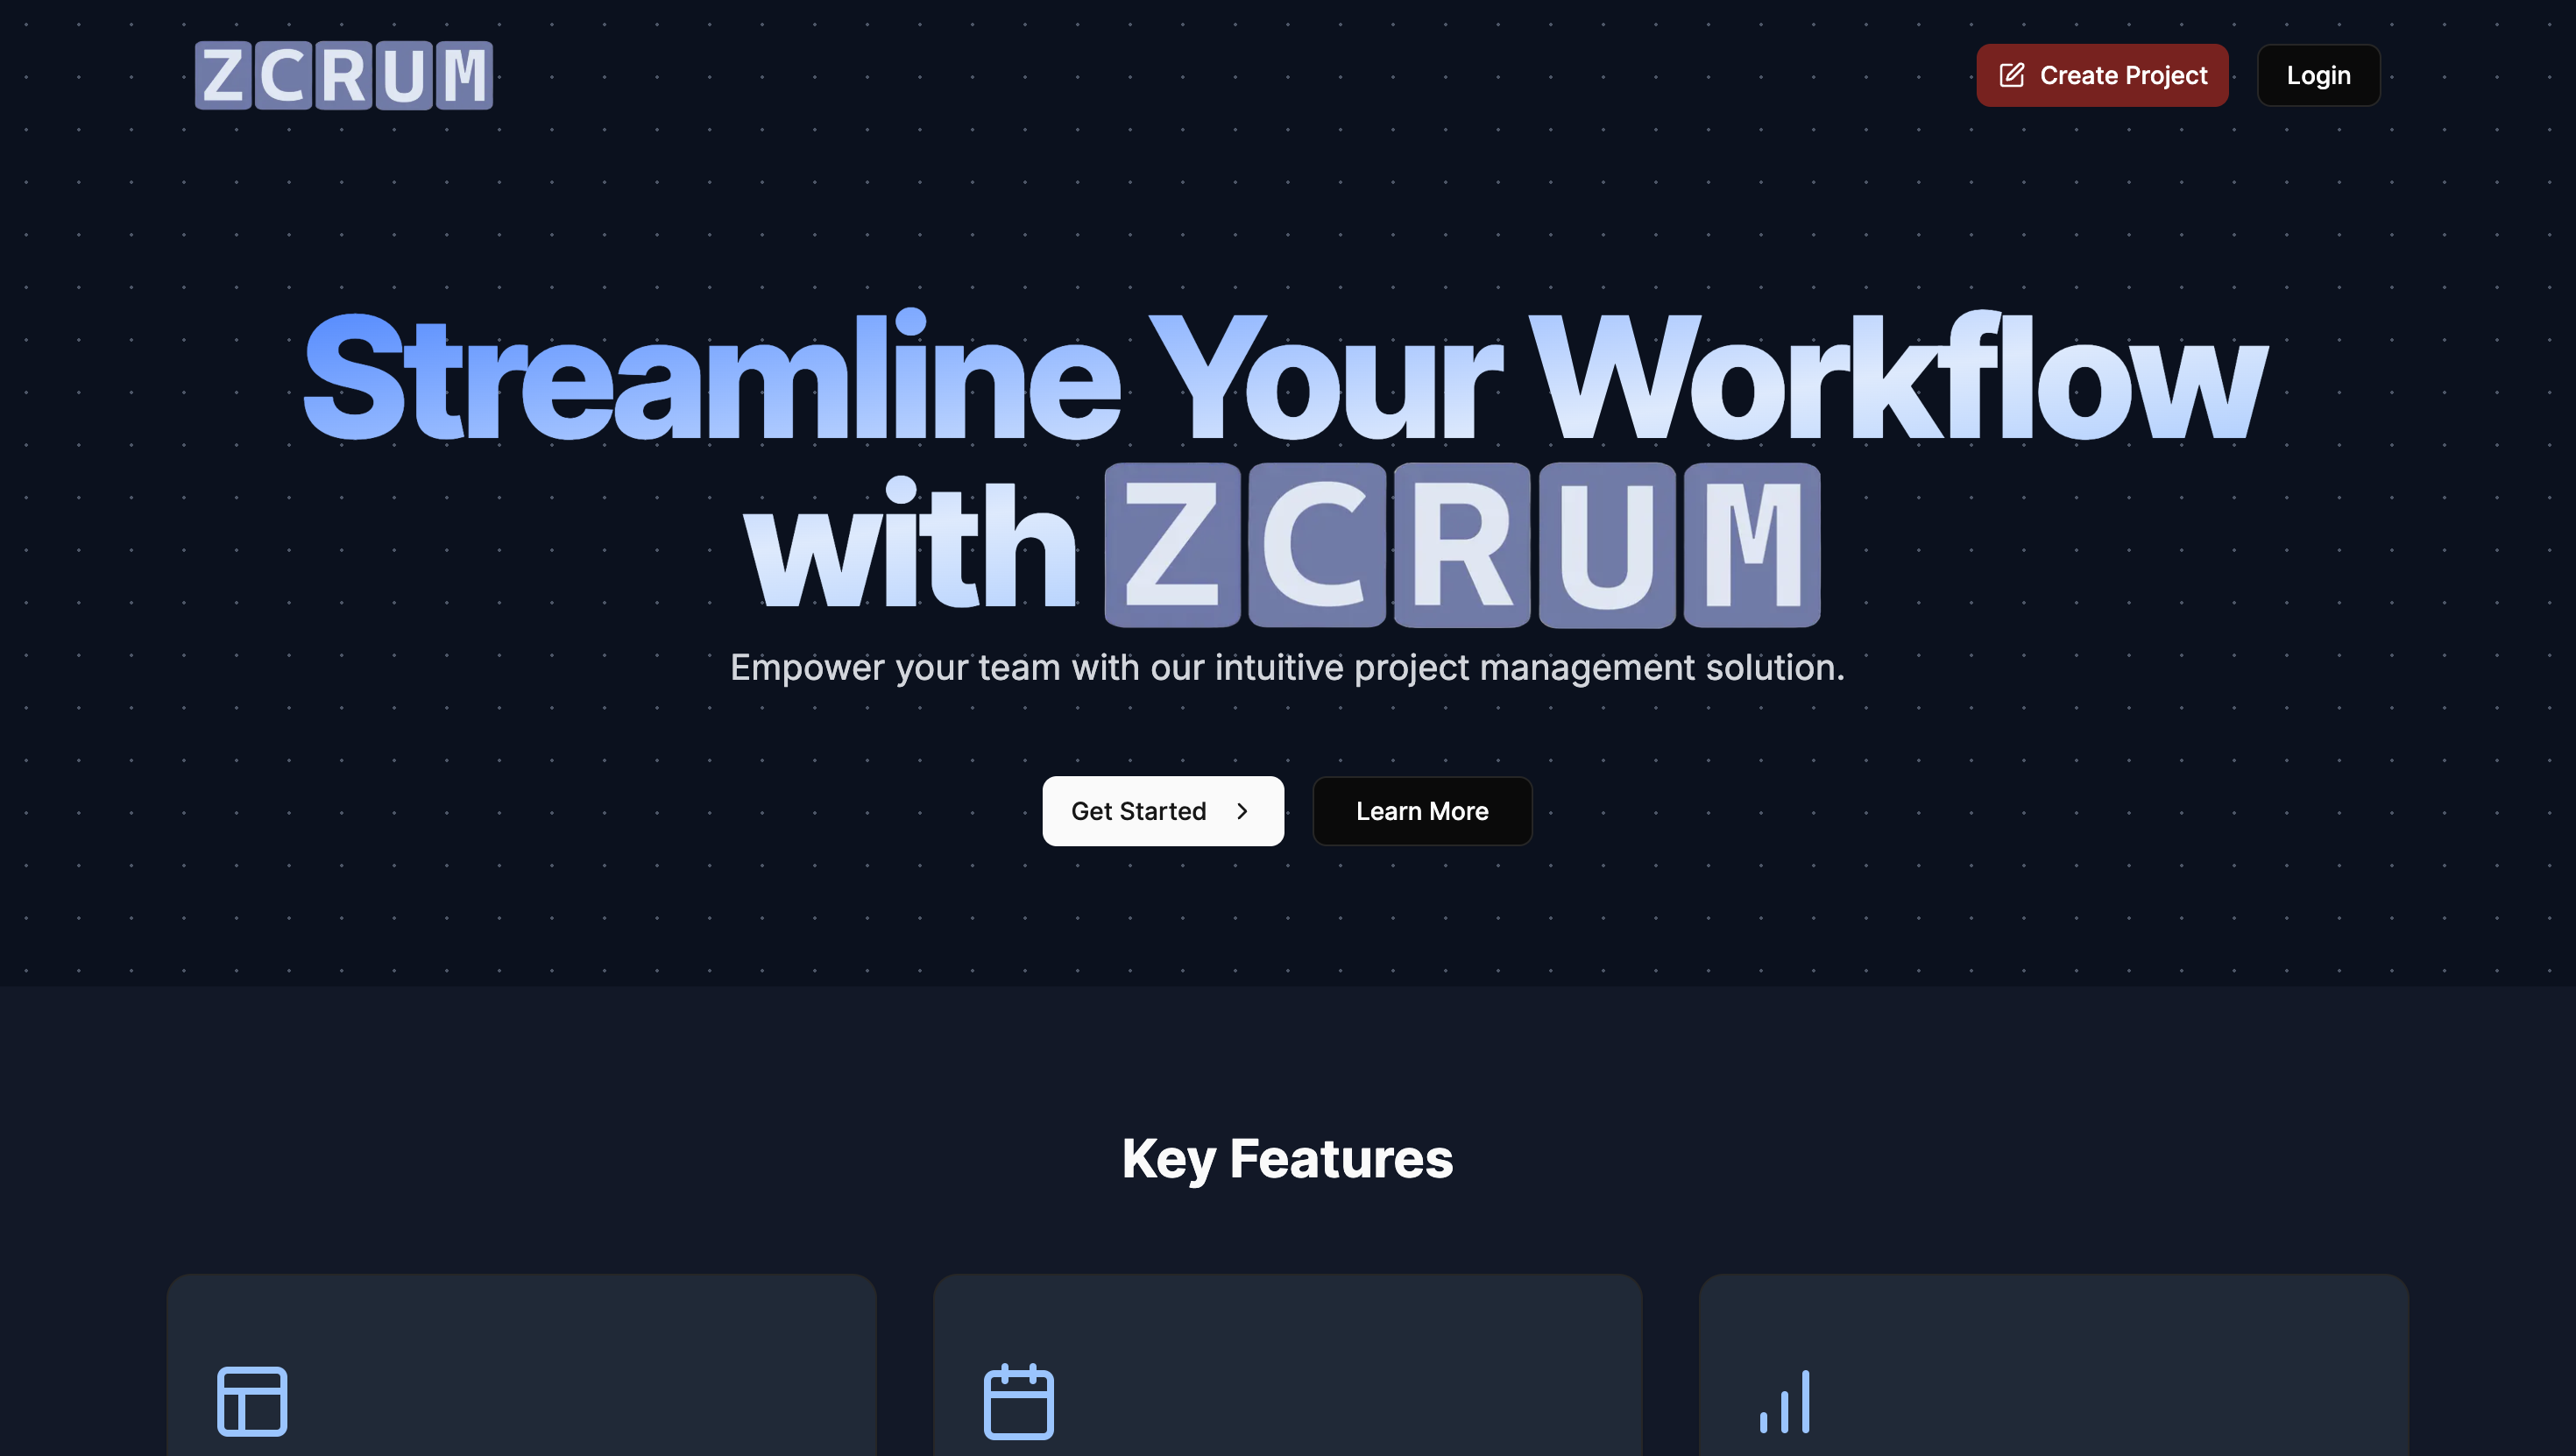 ZCRUM
Create Project
Login
Streamline Your Workflow
with ZCRUM
Empower your team with our intuitive project management solution.
Get Started
Learn More
Key Features